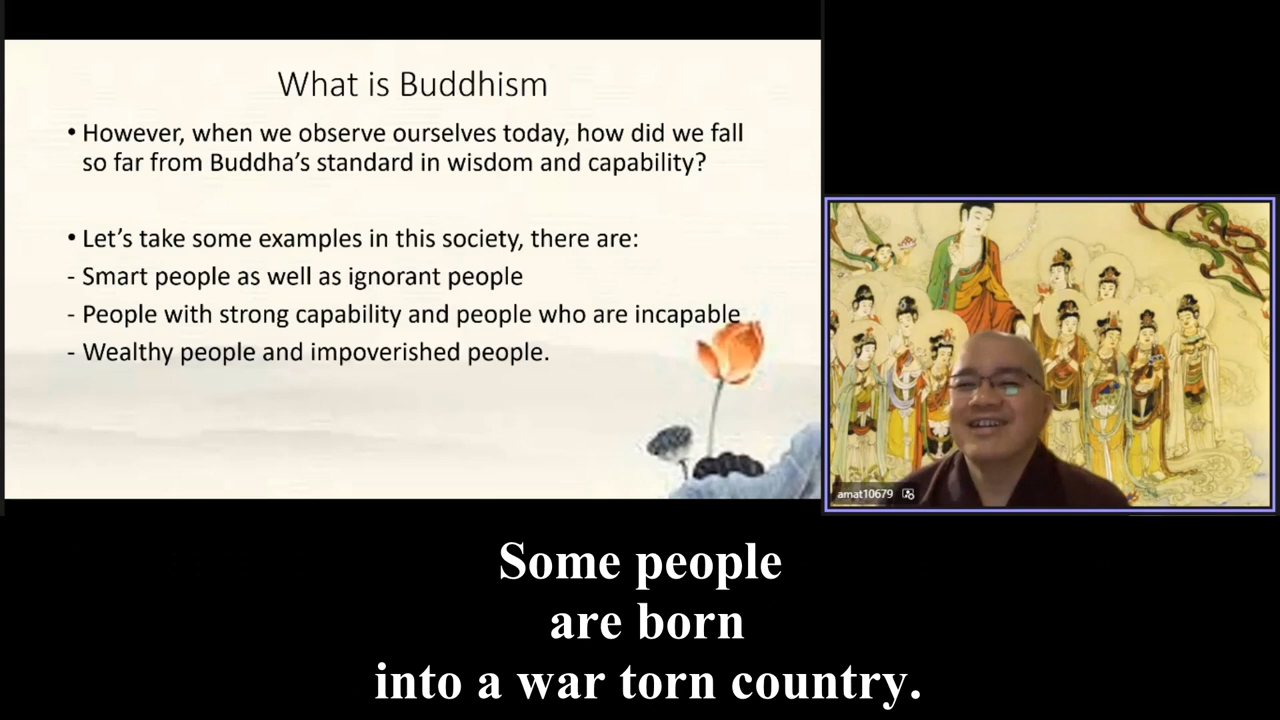 What is Buddhism
• However, when we observe ourselves today, how did we fall
so far from Buddha's standard in wisdom and capability?
• Let's take some examples in this society, there are:
- Smart people as well as ignorant people
- People with strong capability and people who are incapable
- Wealthy people and impoverished people.
amat10679
Some people
are born
into a war torn country.